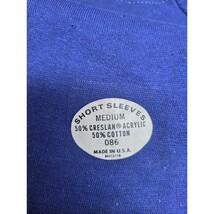 SHORT SLEEVES
MEDIUM
50% CRESLAN® ACRYLIC
50% COTTON
086
MADE IN U.S.A.